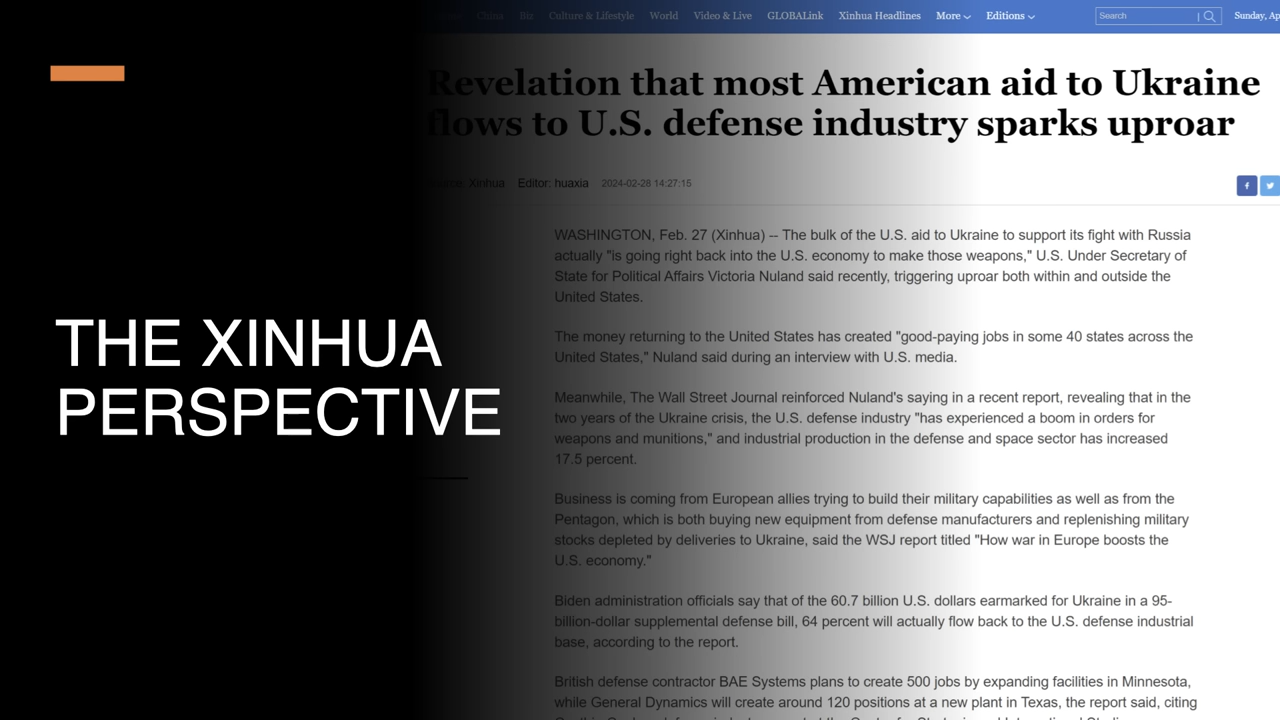 China Biz Culture & Lifestyle World Video & Live GLOBALink Xinhua Headlines More Editions Search Sunday,
Revelation that most American aid to Ukraine
flows to U.S. defense industry sparks uproar
Xinhua Editor: huaxia 2024-02-28 14:27:15
THE XINHUA
PERSPECTIVE
WASHINGTON, Feb. 27 (Xinhua) -- The bulk of the U.S. aid to Ukraine to support its fight with Russia
actually "is going right back into the U.S. economy to make those weapons," U.S. Under Secretary of
State for Political Affairs Victoria Nuland said recently, triggering uproar both within and outside the
United States.
The money returning to the United States has created "good-paying jobs in some 40 states across the
United States," Nuland said during an interview with U.S. media.
Meanwhile, The Wall Street Journal reinforced Nuland's saying in a recent report, revealing that in the
two years of the Ukraine crisis, the U.S. defense industry "has experienced a boom in orders for
weapons and munitions," and industrial production in the defense and space sector has increased
17.5 percent.
Business is coming from European allies trying to build their military capabilities as well as from the
Pentagon, which is both buying new equipment from defense manufacturers and replenishing military
stocks depleted by deliveries to Ukraine, said the WSJ report titled "How war in Europe boosts the
U.S. economy."
Biden administration officials say that of the 60.7 billion U.S. dollars earmarked for Ukraine in a 95-
billion-dollar supplemental defense bill, 64 percent will actually flow back to the U.S. defense industrial
base, according to the report.
British defense contractor BAE Systems plans to create 500 jobs by expanding facilities in Minnesota,
while General Dynamics will create around 120 positions at a new plant in Texas, the report said, citing